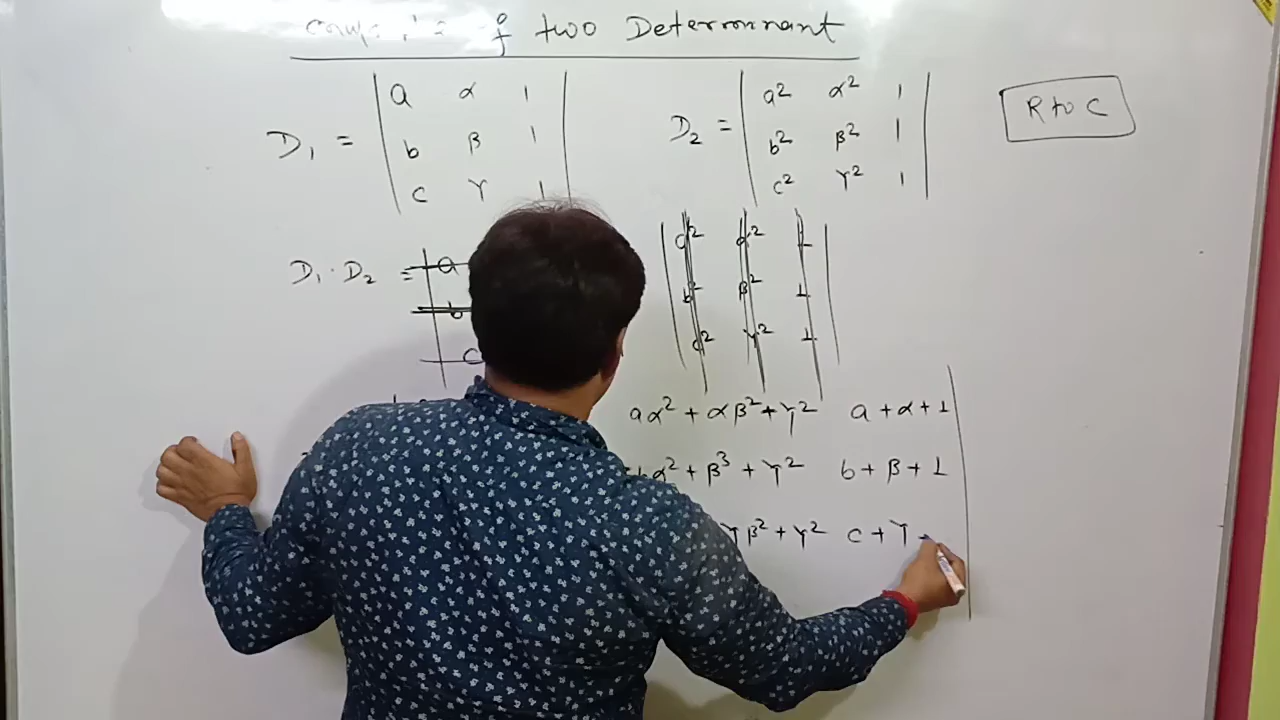 of two Determinant
D₁ = | a α 1 | D₂ = | a² α² 1 | R to C
| b β 1 | | b² β² 1 |
| c γ 1 | | c² γ² 1 |
D₁ · D₂ = | a | a² α² 1 |
| b | b² β² 1 |
| c | c² γ² 1 |
aα² + αβ² + γ² a + α + 1 |
bα² + β³ + γ² b + β + 1 |
γβ² + γ² c + γ